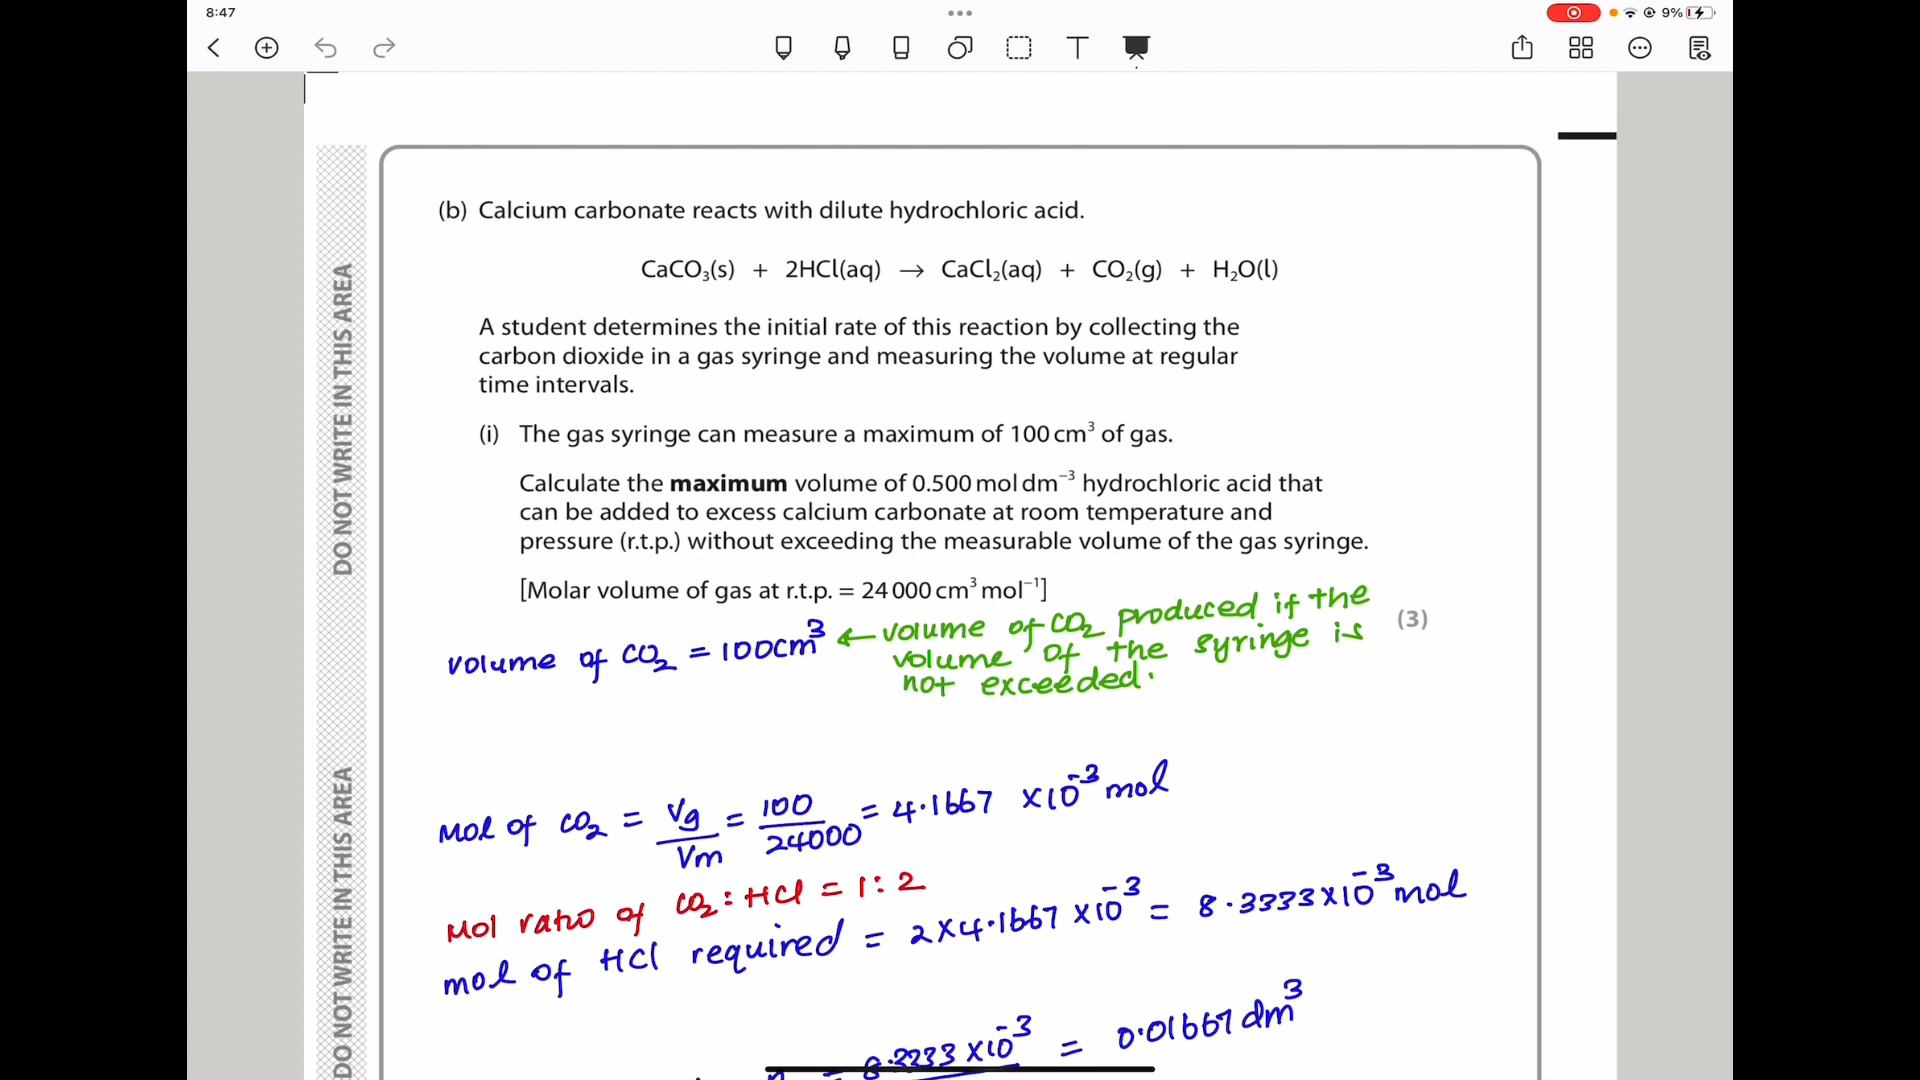 8:47
9%
(b) Calcium carbonate reacts with dilute hydrochloric acid.
CaCO₃(s) + 2HCl(aq) → CaCl₂(aq) + CO₂(g) + H₂O(l)
A student determines the initial rate of this reaction by collecting the
carbon dioxide in a gas syringe and measuring the volume at regular
time intervals.
(i) The gas syringe can measure a maximum of 100 cm³ of gas.
Calculate the maximum volume of 0.500 mol dm⁻³ hydrochloric acid that
can be added to excess calcium carbonate at room temperature and
pressure (r.t.p.) without exceeding the measurable volume of the gas syringe.
[Molar volume of gas at r.t.p. = 24 000 cm³ mol⁻¹]
(3)
volume of CO₂ = 100cm³ ← volume of CO₂ produced if the
volume of the syringe is
not exceeded.
Mol of CO₂ = Vg/Vm = 100/24000 = 4.1667 ×10⁻³ mol
Mol ratio of CO₂ : HCl = 1 : 2
mol of HCl required = 2×4.1667 ×10⁻³ = 8.3333×10⁻³ mol
= 8.3333 ×10⁻³ = 0.01667 dm³
DO NOT WRITE IN THIS AREA
DO NOT WRITE IN THIS AREA